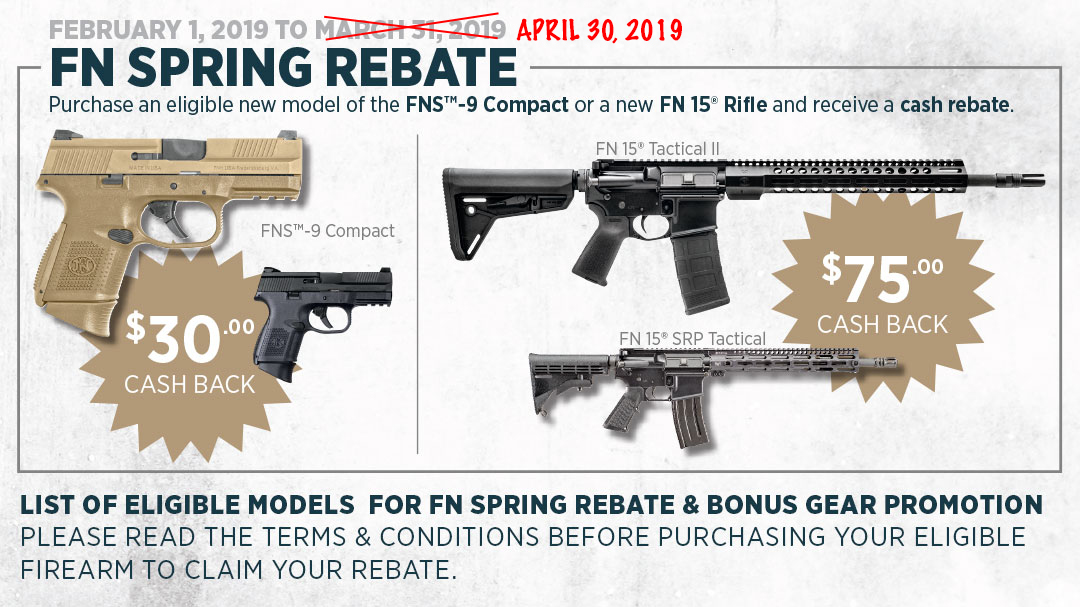 FEBRUARY 1, 2019 TO MARCH 31, 2019 APRIL 30, 2019
FN SPRING REBATE
Purchase an eligible new model of the FNS™-9 Compact or a new FN 15® Rifle and receive a cash rebate.
FNS™-9 Compact
$30.00
CASH BACK
FN 15® Tactical II
$75.00
CASH BACK
FN 15® SRP Tactical
LIST OF ELIGIBLE MODELS FOR FN SPRING REBATE & BONUS GEAR PROMOTION
PLEASE READ THE TERMS & CONDITIONS BEFORE PURCHASING YOUR ELIGIBLE
FIREARM TO CLAIM YOUR REBATE.
MADE IN USA
FN